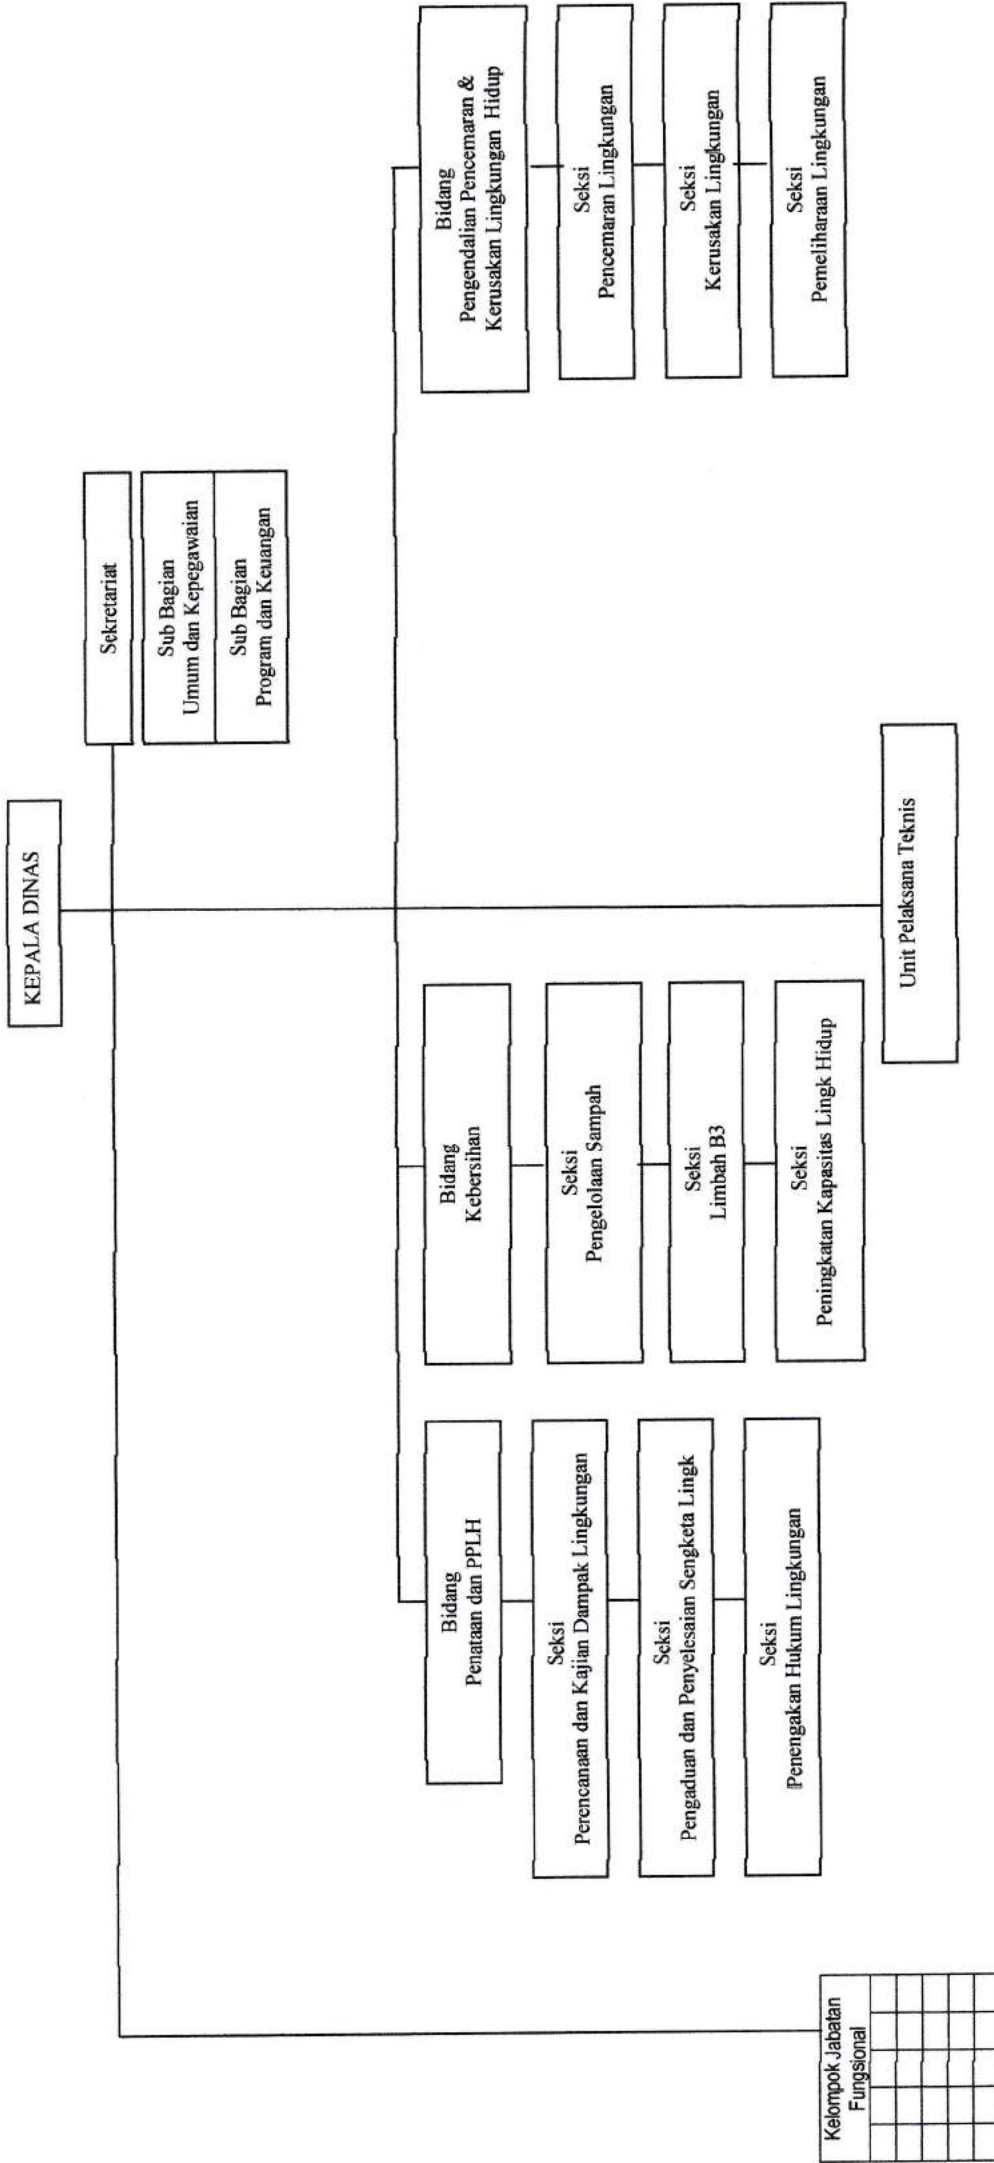 KEPALA DINAS
Sekretariat
Sub Bagian
Umum dan Kepegawaian
Sub Bagian
Program dan Keuangan
Bidang
Penataan dan PPLH
Seksi
Perencanaan dan Kajian Dampak Lingkungan
Seksi
Pengaduan dan Penyelesaian Sengketa Lingk
Seksi
Penengakan Hukum Lingkungan
Bidang
Kebersihan
Seksi
Pengelolaan Sampah
Seksi
Limbah B3
Seksi
Peningkatan Kapasitas Lingk Hidup
Bidang
Pengendalian Pencemaran &
Kerusakan Lingkungan Hidup
Seksi
Pencemaran Lingkungan
Seksi
Kerusakan Lingkungan
Seksi
Pemeliharaan Lingkungan
Kelompok Jabatan
Fungsional
Unit Pelaksana Teknis